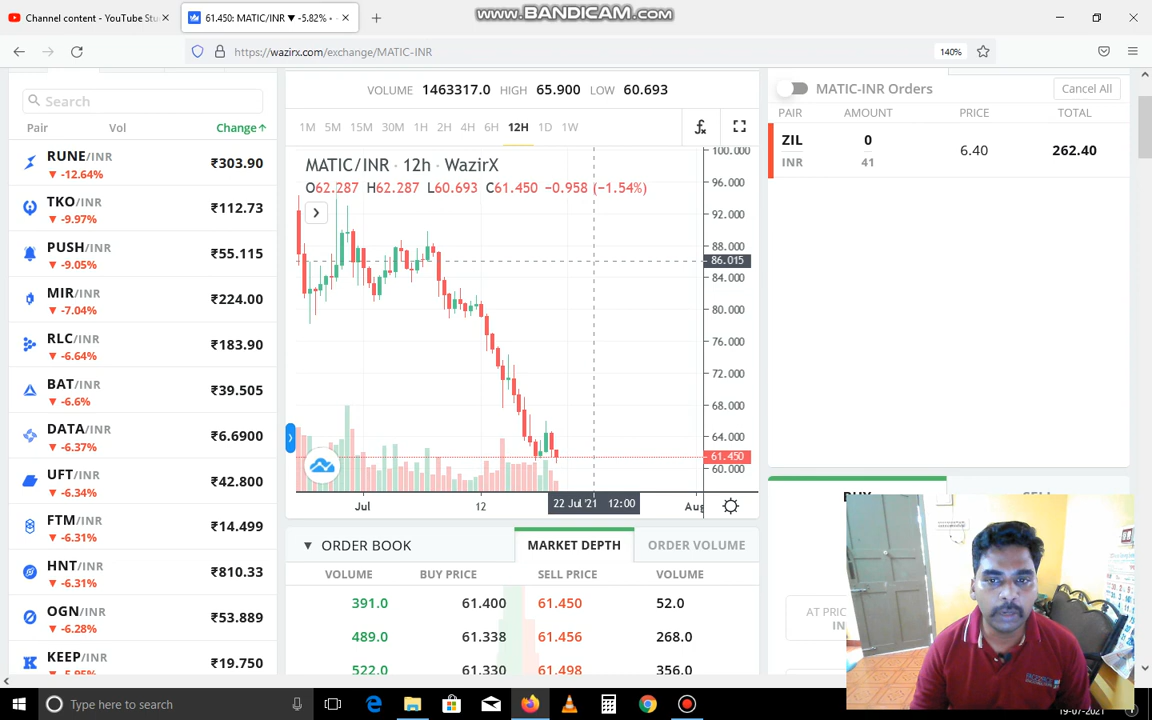 Channel content - YouTube Stu
61.450: MATIC/INR ▼ -5.82% •
www.BANDICAM.com
https://wazirx.com/exchange/MATIC-INR
140%
Search
Pair Vol Change↑
RUNE/INR ₹303.90
▼ -12.64%
TKO/INR ₹112.73
▼ -9.97%
PUSH/INR ₹55.115
▼ -9.05%
MIR/INR ₹224.00
▼ -7.04%
RLC/INR ₹183.90
▼ -6.64%
BAT/INR ₹39.505
▼ -6.6%
DATA/INR ₹6.6900
▼ -6.37%
UFT/INR ₹42.800
▼ -6.34%
FTM/INR ₹14.499
▼ -6.31%
HNT/INR ₹810.33
▼ -6.31%
OGN/INR ₹53.889
▼ -6.28%
KEEP/INR ₹19.750
VOLUME 1463317.0 HIGH 65.900 LOW 60.693
1M 5M 15M 30M 1H 2H 4H 6H 12H 1D 1W
MATIC/INR · 12h · WazirX
O62.287 H62.287 L60.693 C61.450 -0.958 (-1.54%)
100.000
96.000
92.000
88.000
86.015
84.000
80.000
76.000
72.000
68.000
64.000
61.450
60.000
Jul 12 22 Jul '21 12:00 Aug
▼ ORDER BOOK MARKET DEPTH ORDER VOLUME
VOLUME BUY PRICE SELL PRICE VOLUME
391.0 61.400 61.450 52.0
489.0 61.338 61.456 268.0
522.0 61.330 61.498 356.0
MATIC-INR Orders Cancel All
PAIR AMOUNT PRICE TOTAL
ZIL 0 6.40 262.40
INR 41
AT PRIC
IN
Type here to search
19-07-2021